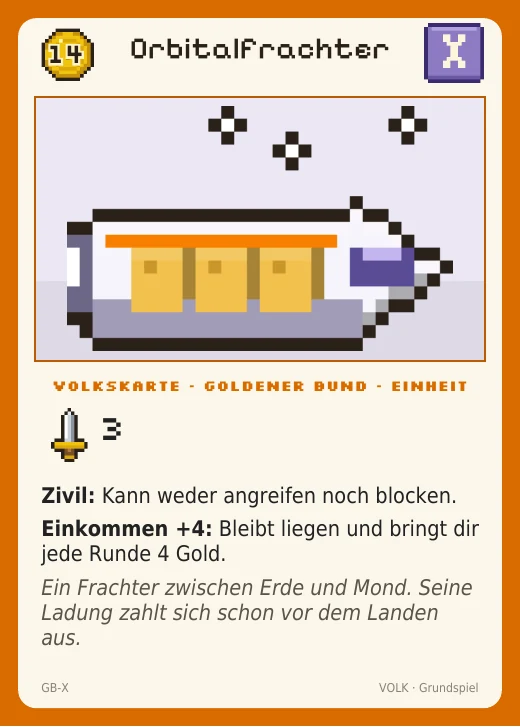 14
Orbitalfrachter
X
VOLKSKARTE · GOLDENER BUND · EINHEIT
3
Zivil: Kann weder angreifen noch blocken.
Einkommen +4: Bleibt liegen und bringt dir
jede Runde 4 Gold.
Ein Frachter zwischen Erde und Mond. Seine
Ladung zahlt sich schon vor dem Landen
aus.
GB-X
VOLK · Grundspiel